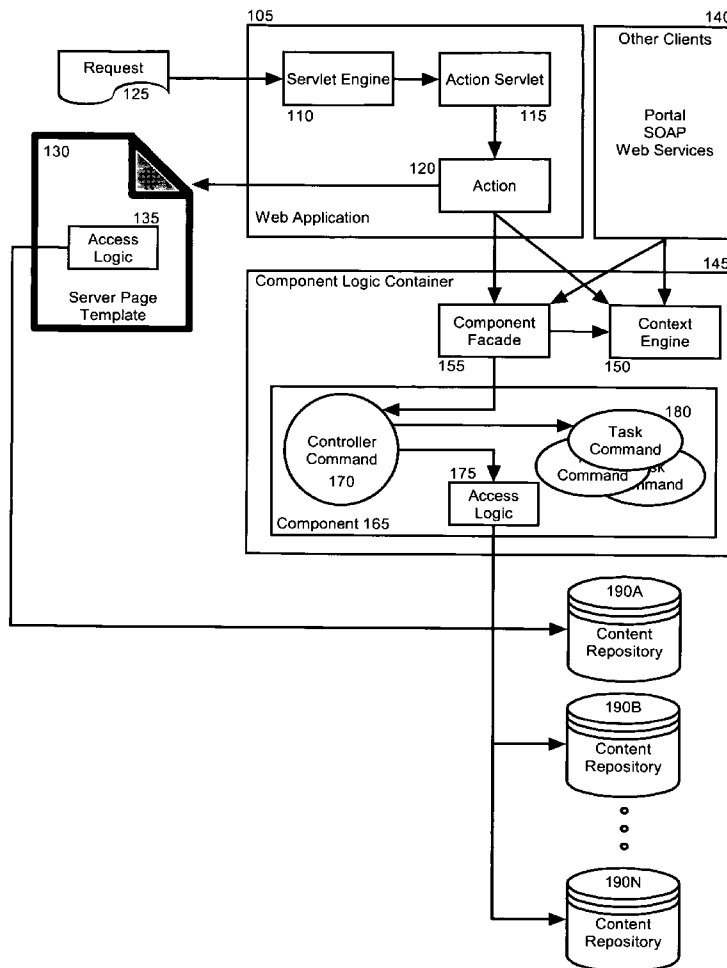 105
140
Request
125
Servlet Engine
110
Action Servlet
115
Other Clients
Portal
SOAP
Web Services
130
120
Action
Web Application
135
Access
Logic
Server Page
Template
145
Component Logic Container
Component
Facade
155
Context
Engine
150
Controller
Command
170
180
Task
Command
Command
175
Access
Logic
Component 165
190A
Content
Repository
190B
Content
Repository
190N
Content
Repository